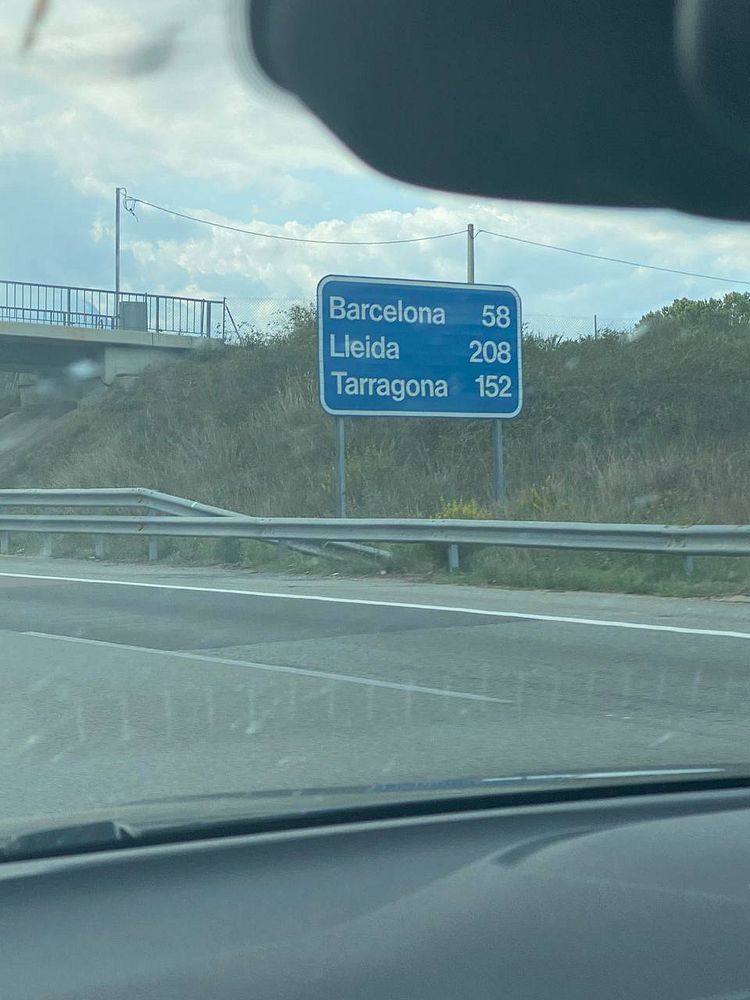 Barcelona 58
Lleida 208
Tarragona 152